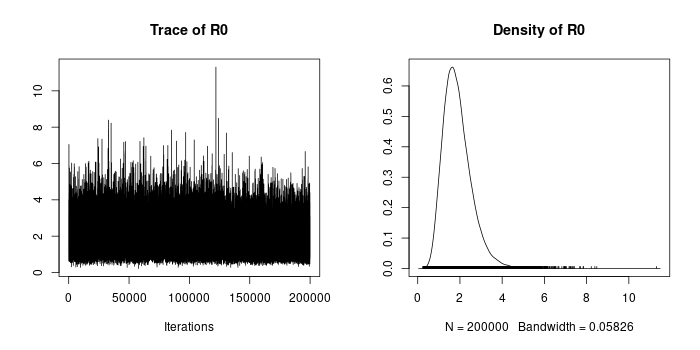 Trace of R0
10
8
6
4
2
0
0 50000 100000 150000 200000
Iterations
Density of R0
0.6
0.5
0.4
0.3
0.2
0.1
0.0
0 2 4 6 8 10
N = 200000 Bandwidth = 0.05826